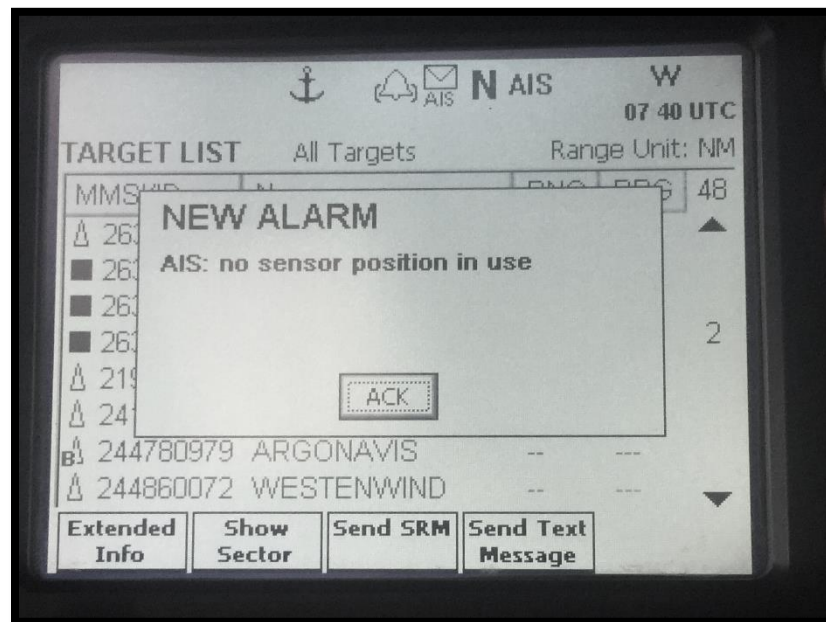 AIS N AIS W
07 40 UTC
TARGET LIST All Targets Range Unit: NM
48
NEW ALARM
AIS: no sensor position in use
2
ACK
244780979 ARGONAVIS -- ---
244860072 WESTENWIND -- ---
Extended Info
Show Sector
Send SRM
Send Text Message